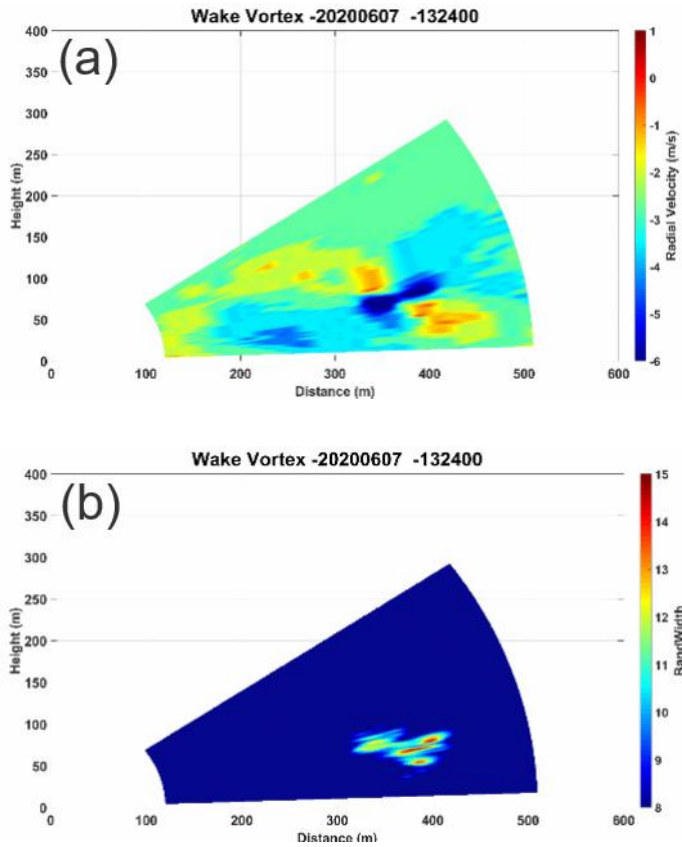 Wake Vortex -20200607 -132400
(a)
400
350
300
250
200
150
100
50
0
Height (m)
0 100 200 300 400 500 600
Distance (m)
1
0
-1
-2
-3
-4
-5
-6
Radial Velocity (m/s)
Wake Vortex -20200607 -132400
(b)
400
350
300
250
200
150
100
50
0
Height (m)
0 100 200 300 400 500 600
Distance (m)
15
14
13
12
11
10
9
8
BandWidth